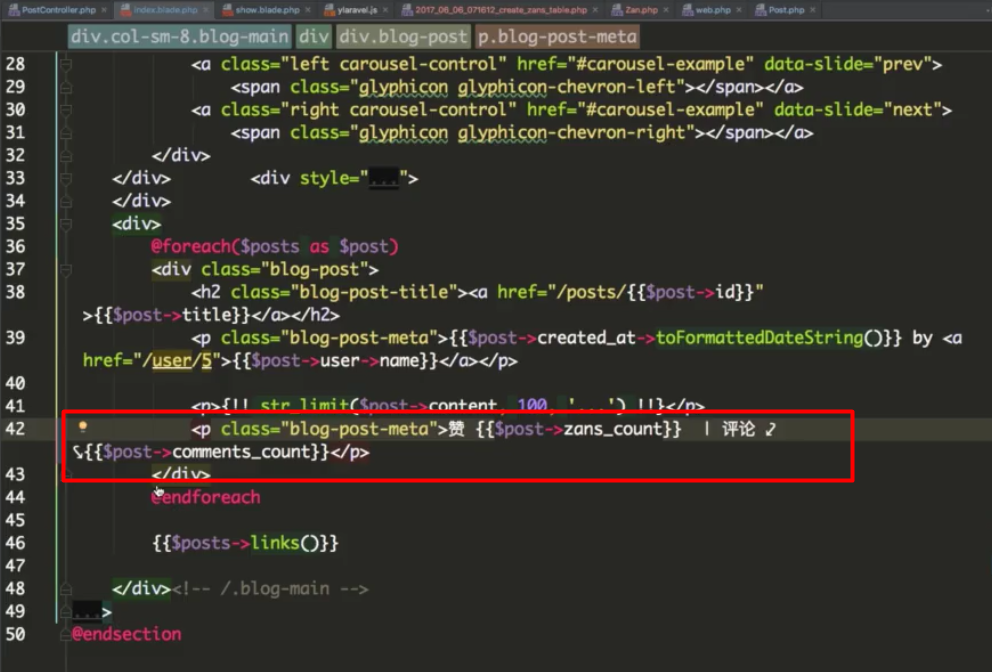 PostController.php index.blade.php show.blade.php ylaravel.js 2017_06_06_071612_create_zans_table.php Zan.php web.php Post.php
div.col-sm-8.blog-main div div.blog-post p.blog-post-meta
28 <a class="left carousel-control" href="#carousel-example" data-slide="prev">
29 <span class="glyphicon glyphicon-chevron-left"></span></a>
30 <a class="right carousel-control" href="#carousel-example" data-slide="next">
31 <span class="glyphicon glyphicon-chevron-right"></span></a>
32 </div>
33 </div> <div style="...">
34 </div>
35 <div>
36 @foreach($posts as $post)
37 <div class="blog-post">
38 <h2 class="blog-post-title"><a href="/posts/{{$post->id}}"
>{{$post->title}}</a></h2>
39 <p class="blog-post-meta">{{$post->created_at->toFormattedDateString()}} by <a
href="/user/5">{{$post->user->name}}</a></p>
40
41 <p>{!! str_limit($post->content, 100, '...') !!}</p>
42 <p class="blog-post-meta">赞 {{$post->zans_count}} | 评论
{{$post->comments_count}}</p>
43 </div>
44 @endforeach
45
46 {{$posts->links()}}
47
48 </div><!-- /.blog-main -->
49 ...>
50 @endsection